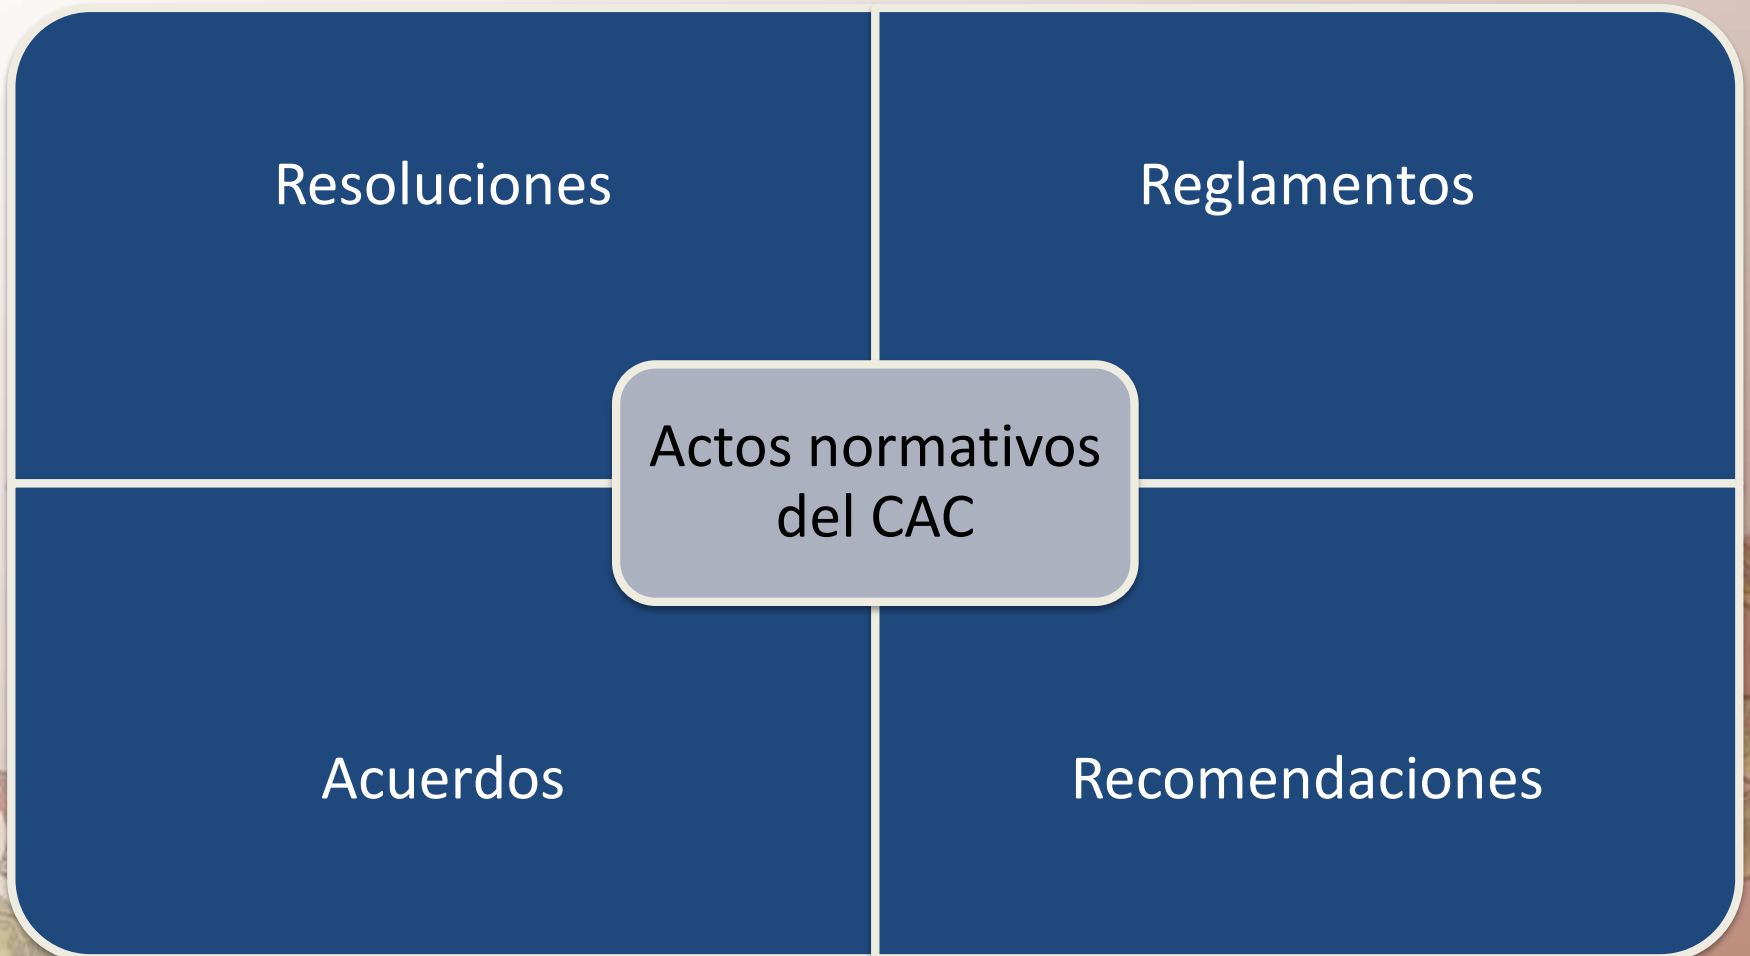 Resoluciones
Reglamentos
Actos normativos
del CAC
Acuerdos
Recomendaciones